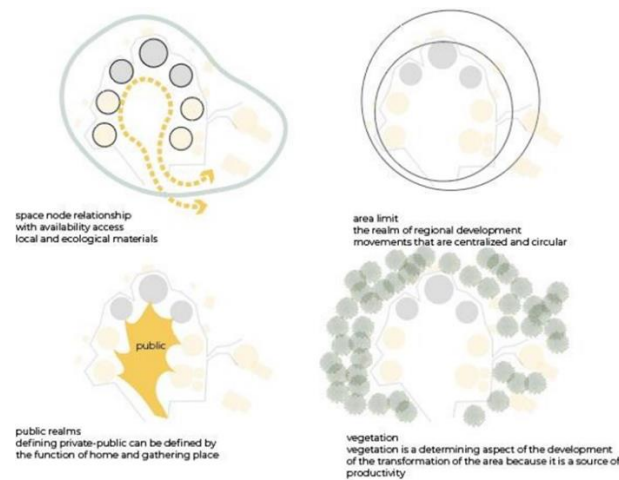 space node relationship
with availability access
local and ecological materials
area limit
the realm of regional development
movements that are centralized and circular
public
public realms
defining private-public can be defined by
the function of home and gathering place
vegetation
vegetation is a determining aspect of the development
of the transformation of the area because it is a source of
productivity